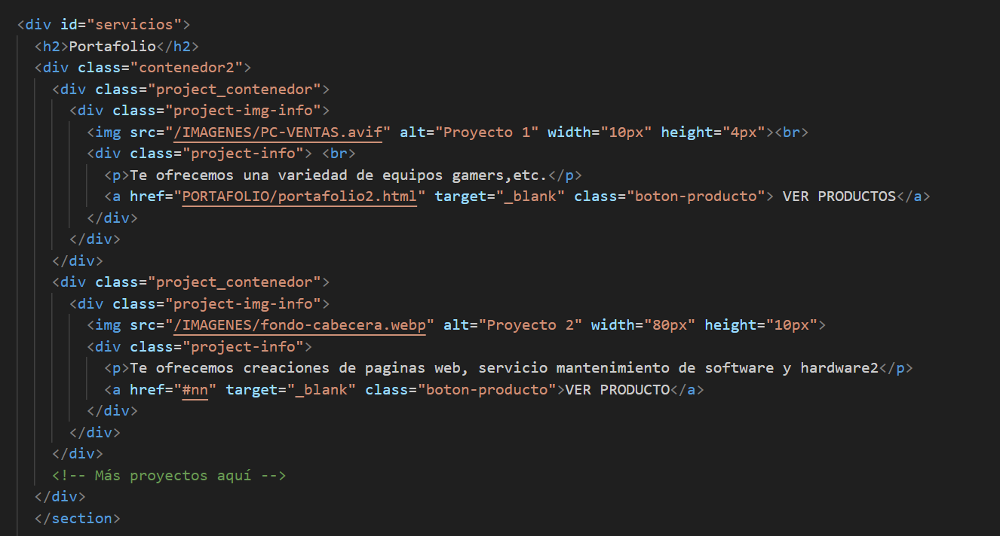 <div id="servicios">
<h2>Portafolio</h2>
<div class="contenedor2">
<div class="project_contenedor">
<div class="project-img-info">
<img src="/IMAGENES/PC-VENTAS.avif" alt="Proyecto 1" width="10px" height="4px"><br>
<div class="project-info"> <br>
<p>Te ofrecemos una variedad de equipos gamers,etc.</p>
<a href="PORTAFOLIO/portafolio2.html" target="_blank" class="boton-producto"> VER PRODUCTOS</a>
</div>
</div>
</div>
<div class="project_contenedor">
<div class="project-img-info">
<img src="/IMAGENES/fondo-cabecera.webp" alt="Proyecto 2" width="80px" height="10px">
<div class="project-info">
<p>Te ofrecemos creaciones de paginas web, servicio mantenimiento de software y hardware2</p>
<a href="#nn" target="_blank" class="boton-producto">VER PRODUCTO</a>
</div>
</div>
</div>
<!-- Más proyectos aquí -->
</div>
</section>